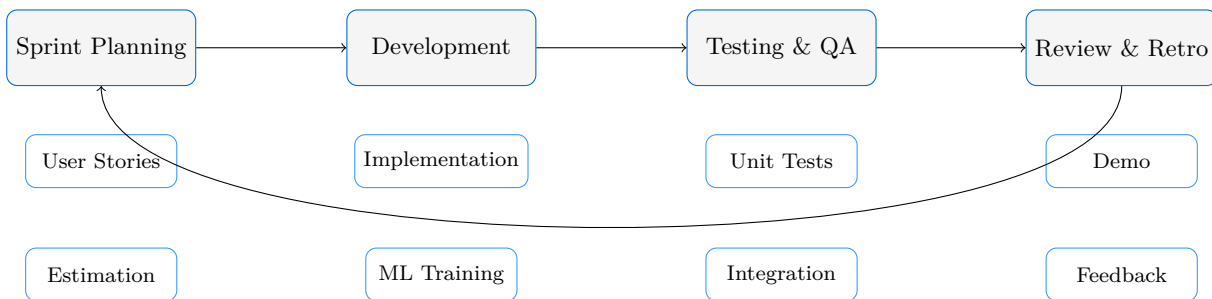 Sprint Planning
Development
Testing & QA
Review & Retro
User Stories
Implementation
Unit Tests
Demo
Estimation
ML Training
Integration
Feedback